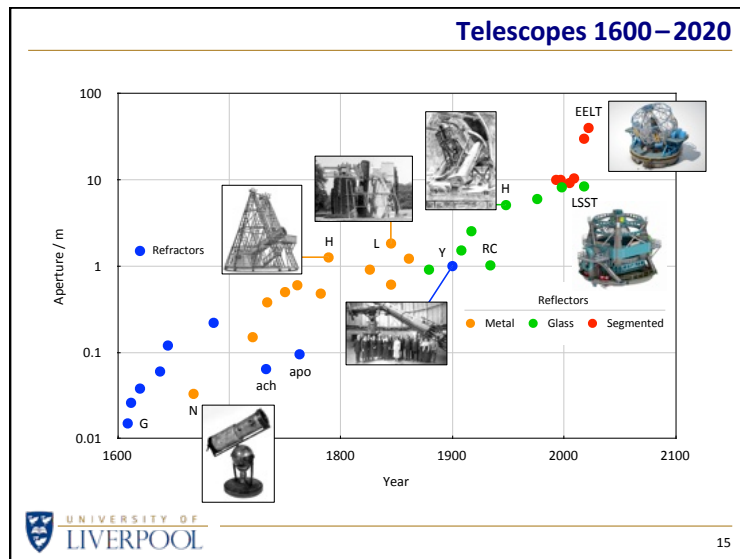 Telescopes 1600–2020
100
10
1
0.1
0.01
Aperture / m
1600
1800
1900
2000
2100
Year
Refractors
G
N
ach
apo
H
L
Y
H
RC
EELT
LSST
Reflectors
Metal
Glass
Segmented
UNIVERSITY OF
LIVERPOOL
15